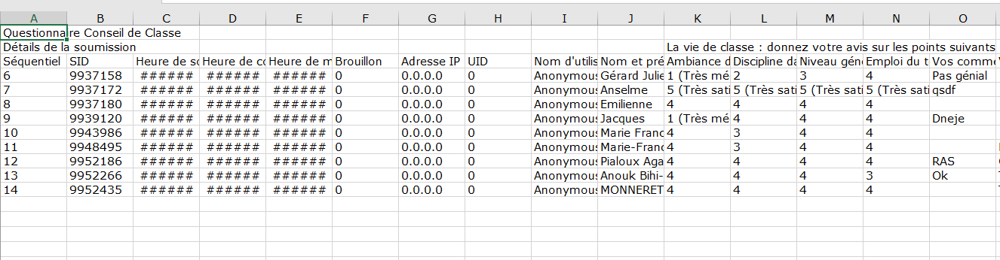 A B C D E F G H I J K L M N O
Questionnaire Conseil de Classe
Détails de la soumission La vie de classe : donnez votre avis sur les points suivants
Séquentiel SID Heure de so Heure de co Heure de m Brouillon Adresse IP UID Nom d'utilis Nom et pré Ambiance d Discipline da Niveau géné Emploi du t Vos comme
6 9937158 ###### ###### ###### 0 0.0.0.0 0 Anonymous Gérard Julie 1 (Très mé 2 3 4 Pas génial
7 9937172 ###### ###### ###### 0 0.0.0.0 0 Anonymous Anselme 5 (Très sati 5 (Très sati 5 (Très sati 5 (Très sati qsdf
8 9937180 ###### ###### ###### 0 0.0.0.0 0 Anonymous Emilienne 4 4 4 4
9 9939120 ###### ###### ###### 0 0.0.0.0 0 Anonymous Jacques 1 (Très mé 4 4 4 Dneje
10 9943986 ###### ###### ###### 0 0.0.0.0 0 Anonymous Marie Franc 4 3 4 4
11 9948495 ###### ###### ###### 0 0.0.0.0 0 Anonymous Marie-Franc 4 3 4 4
12 9952186 ###### ###### ###### 0 0.0.0.0 0 Anonymous Pialoux Aga 4 4 4 4 RAS
13 9952266 ###### ###### ###### 0 0.0.0.0 0 Anonymous Anouk Bihi- 4 4 4 3 Ok
14 9952435 ###### ###### ###### 0 0.0.0.0 0 Anonymous MONNERET 4 4 4 4